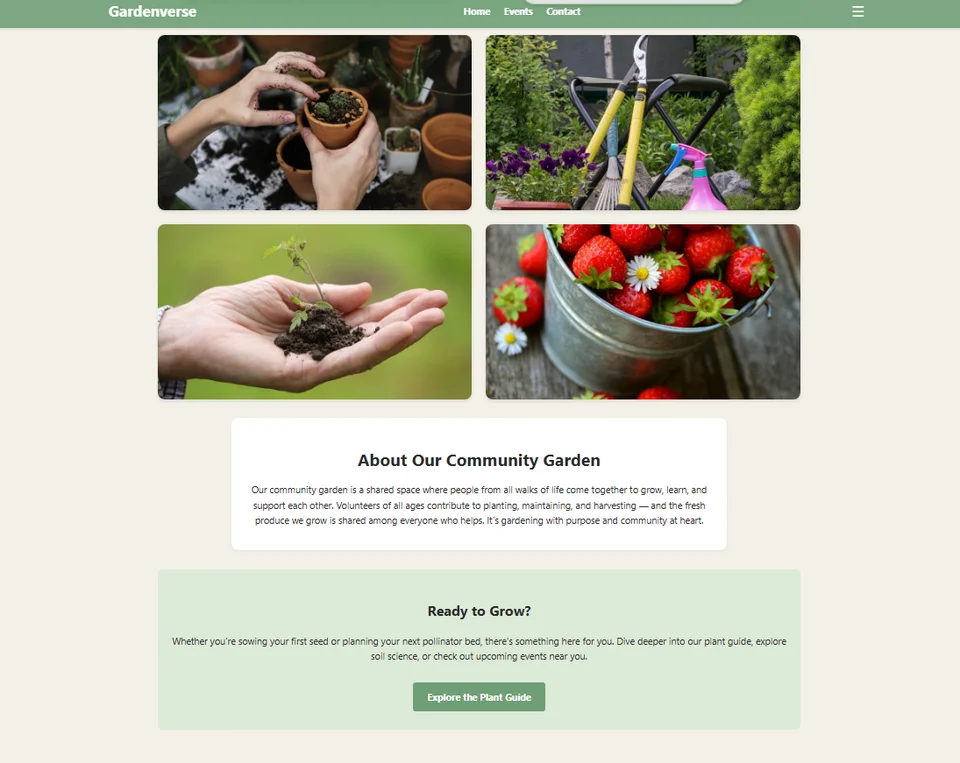 Gardenverse
Home Events Contact
About Our Community Garden
Our community garden is a shared space where people from all walks of life come together to grow, learn, and
support each other. Volunteers of all ages contribute to planting, maintaining, and harvesting — and the fresh
produce we grow is shared among everyone who helps. It's gardening with purpose and community at heart.
Ready to Grow?
Whether you're sowing your first seed or planning your next pollinator bed, there's something here for you. Dive deeper into our plant guide, explore
soil science, or check out upcoming events near you.
Explore the Plant Guide